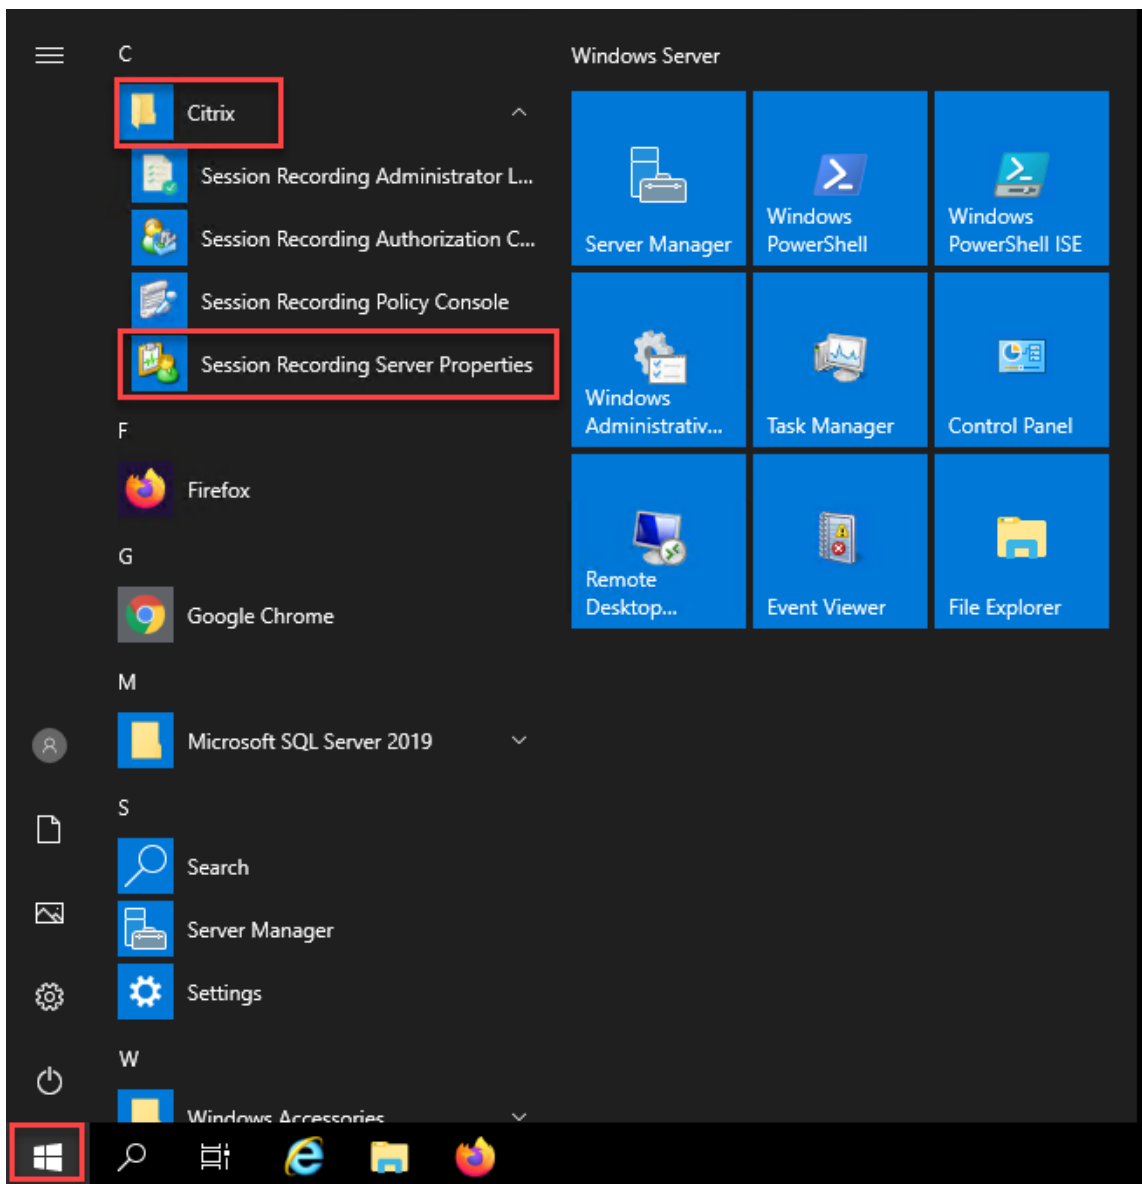 C
Citrix
Session Recording Administrator L...
Session Recording Authorization C...
Session Recording Policy Console
Session Recording Server Properties
F
Firefox
G
Google Chrome
M
Microsoft SQL Server 2019
S
Search
Server Manager
Settings
W
Windows Accessories
Windows Server
Server Manager
Windows
PowerShell
Windows
PowerShell ISE
Windows
Administrativ...
Task Manager
Control Panel
Remote
Desktop...
Event Viewer
File Explorer